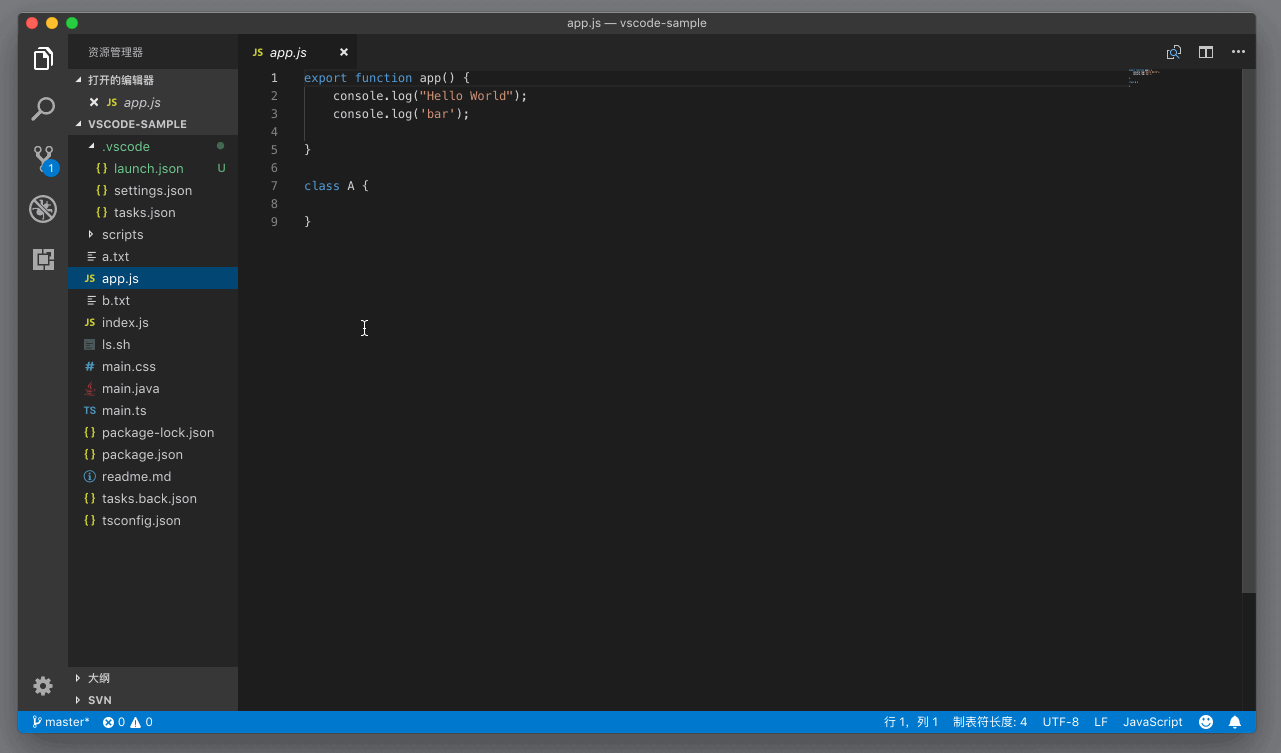 app.js — vscode-sample
资源管理器
打开的编辑器
JS app.js
VSCODE-SAMPLE
.vscode
{} launch.json U
{} settings.json
{} tasks.json
scripts
a.txt
JS app.js
b.txt
JS index.js
ls.sh
# main.css
main.java
TS main.ts
{} package-lock.json
{} package.json
readme.md
{} tasks.back.json
{} tsconfig.json
大纲
SVN
1
JS app.js
1 export function app() {
2     console.log("Hello World");
3     console.log('bar');
4
5 }
6
7 class A {
8
9 }
master* 0 0 行 1，列 1 制表符长度: 4 UTF-8 LF JavaScript